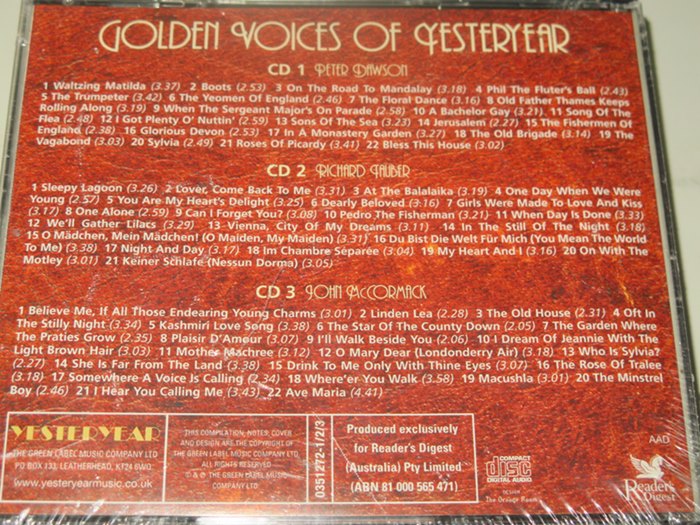 GOLDEN VOICES OF YESTERYEAR
CD 1 PETER DAWSON
1 Waltzing Matilda (3.37) 2 Boots (2.53) 3 On The Road To Mandalay (3.18) 4 Phil The Fluter's Ball (2.43)
5 The Trumpeter (3.42) 6 The Yeomen Of England (2.46) 7 The Floral Dance (3.16) 8 Old Father Thames Keeps
Rolling Along (3.19) 9 When The Sergeant Major's On Parade (2.58) 10 A Bachelor Gay (3.21) 11 Song Of The
Flea (2.48) 12 I Got Plenty O' Nuttin' (2.59) 13 Sons Of The Sea (3.23) 14 Jerusalem (2.27) 15 The Fishermen Of
England (2.38) 16 Glorious Devon (2.53) 17 In A Monastery Garden (3.27) 18 The Old Brigade (3.14) 19 The
Vagabond (3.03) 20 Sylvia (2.49) 21 Roses Of Picardy (3.41) 22 Bless This House (3.02)
CD 2 RICHARD TAUBER
1 Sleepy Lagoon (3.26) 2 Lover, Come Back To Me (3.31) 3 At The Balalaika (3.19) 4 One Day When We Were
Young (2.57) 5 You Are My Heart's Delight (3.25) 6 Dearly Beloved (3.16) 7 Girls Were Made To Love And Kiss
(3.17) 8 One Alone (2.59) 9 Can I Forget You? (3.08) 10 Pedro The Fisherman (3.21) 11 When Day Is Done (3.33)
12 We'll Gather Lilacs (3.29) 13 Vienna, City Of My Dreams (3.11) 14 In The Still Of The Night (3.18)
15 O Mädchen, Mein Mädchen! (O Maiden, My Maiden) (3.31) 16 Du Bist Die Welt Für Mich (You Mean The World
To Me) (3.38) 17 Night And Day (3.17) 18 Im Chambre Séparée (3.04) 19 My Heart And I (3.16) 20 On With The
Motley (3.01) 21 Keiner Schlafe (Nessun Dorma) (3.05)
CD 3 JOHN McCORMACK
1 Believe Me, If All Those Endearing Young Charms (3.01) 2 Linden Lea (2.28) 3 The Old House (2.31) 4 Oft In
The Stilly Night (3.34) 5 Kashmiri Love Song (3.38) 6 The Star Of The County Down (2.05) 7 The Garden Where
The Praties Grow (2.35) 8 Plaisir D'Amour (3.07) 9 I'll Walk Beside You (2.06) 10 I Dream Of Jeannie With The
Light Brown Hair (3.03) 11 Mother Machree (3.12) 12 O Mary Dear (Londonderry Air) (3.18) 13 Who Is Sylvia?
(2.27) 14 She Is Far From The Land (3.38) 15 Drink To Me Only With Thine Eyes (3.07) 16 The Rose Of Tralee
(3.18) 17 Somewhere A Voice Is Calling (2.34) 18 Where'er You Walk (3.58) 19 Macushla (3.01) 20 The Minstrel
Boy (2.46) 21 I Hear You Calling Me (3.43) 22 Ave Maria (4.41)
YESTERYEAR
THE GREEN LABEL MUSIC COMPANY LTD
PO BOX 133, LEATHERHEAD, KT24 6WQ
www.yesteryearmusic.co.uk
THIS COMPILATION, NOTES, COVER
AND DESIGN ARE THE COPYRIGHT OF
THE GREEN LABEL MUSIC COMPANY LTD.
ALL RIGHTS RESERVED
© & ℗ THE GREEN LABEL MUSIC
COMPANY LTD
0351272-1/2/3
Produced exclusively
for Reader's Digest
(Australia) Pty Limited
(ABN 81 000 565 471)
COMPACT
disc
DIGITAL AUDIO
DESIGN
The Orange Room
AAD
Reader's
Digest